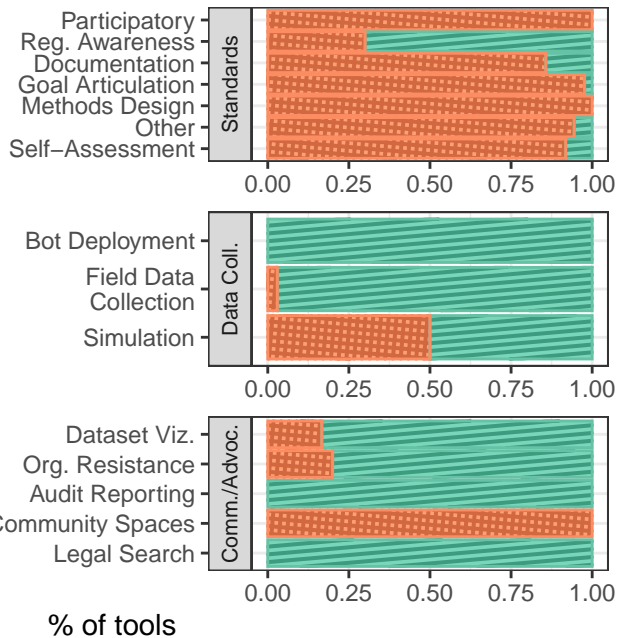 Participatory
Reg. Awareness
Documentation
Goal Articulation
Methods Design
Other
Self−Assessment
Standards
0.00 0.25 0.50 0.75 1.00
Bot Deployment
Field Data
Collection
Simulation
Data Coll.
0.00 0.25 0.50 0.75 1.00
Dataset Viz.
Org. Resistance
Audit Reporting
Community Spaces
Legal Search
Comm./Advoc.
0.00 0.25 0.50 0.75 1.00
% of tools